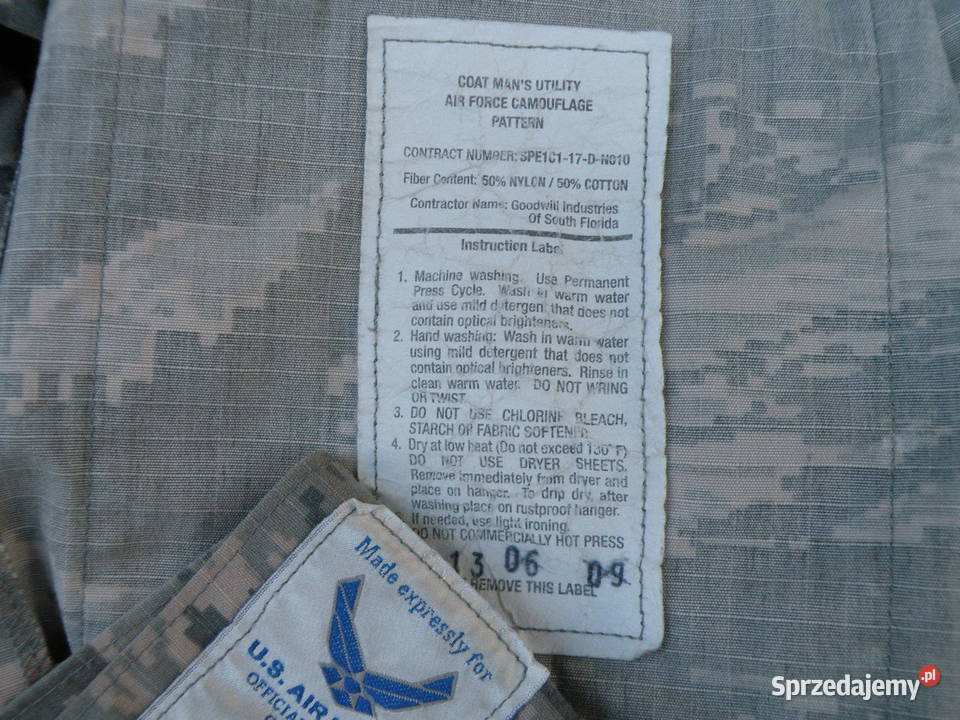 COAT MAN'S UTILITY
AIR FORCE CAMOUFLAGE
PATTERN
CONTRACT NUMBER: SPE1C1-17-D-N010
Fiber Content: 50% NYLON / 50% COTTON
Contractor Name: Goodwill Industries
Of South Florida
Instruction Label
1. Machine washing. Use Permanent
Press Cycle. Wash in warm water
and use mild detergent that does not
contain optical brighteners.
2. Hand washing: Wash in warm water
using mild detergent that does not
contain optical brighteners. Rinse in
clean warm water. DO NOT WRING
OR TWIST
3. DO NOT USE CHLORINE BLEACH,
STARCH OR FABRIC SOFTENER
4. Dry at low heat (Do not exceed 130°F)
DO NOT USE DRYER SHEETS.
Remove immediately from dryer and
place on hanger. To drip dry, after
washing place on rustproof hanger.
If needed, use light ironing.
DO NOT COMMERCIALLY HOT PRESS
13 06 09
REMOVE THIS LABEL
Made expressly for
U.S. AIR
OFFICIA
Sprzedajemy.pl